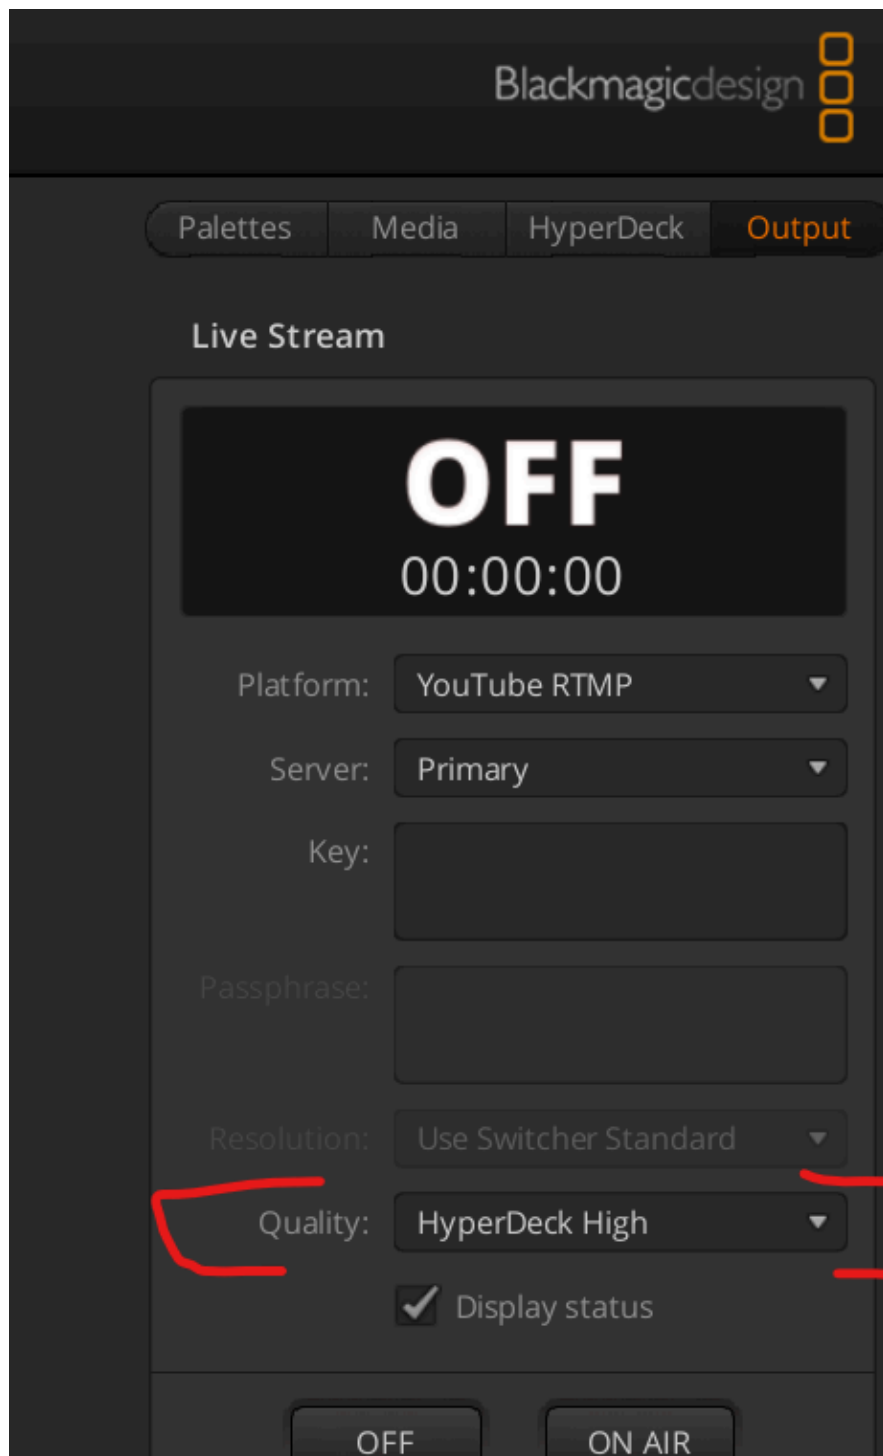 Blackmagicdesign
Palettes Media HyperDeck Output
Live Stream
OFF
00:00:00
Platform: YouTube RTMP
Server: Primary
Key:
Passphrase:
Resolution: Use Switcher Standard
Quality: HyperDeck High
Display status
OFF ON AIR